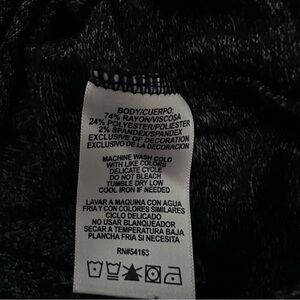 BODY/CUERPO:
74% RAYON/VISCOSA
24% POLYESTER/POLIÉSTER
2% SPANDEX/SPANDEX
EXCLUSIVE OF DECORATION
EXCLUSIVO DE LA DECORACION
MACHINE WASH COLD
WITH LIKE COLORS
DELICATE CYCLE
DO NOT BLEACH
TUMBLE DRY LOW
COOL IRON IF NEEDED
LAVAR A MAQUINA CON AGUA
FRIA Y CON COLORES SIMILARES
CICLO DELICADO
NO USAR BLANQUEADOR
SECAR A TEMPERATURA BAJA
PLANCHA FRIA SI NECESITA
RN#54163